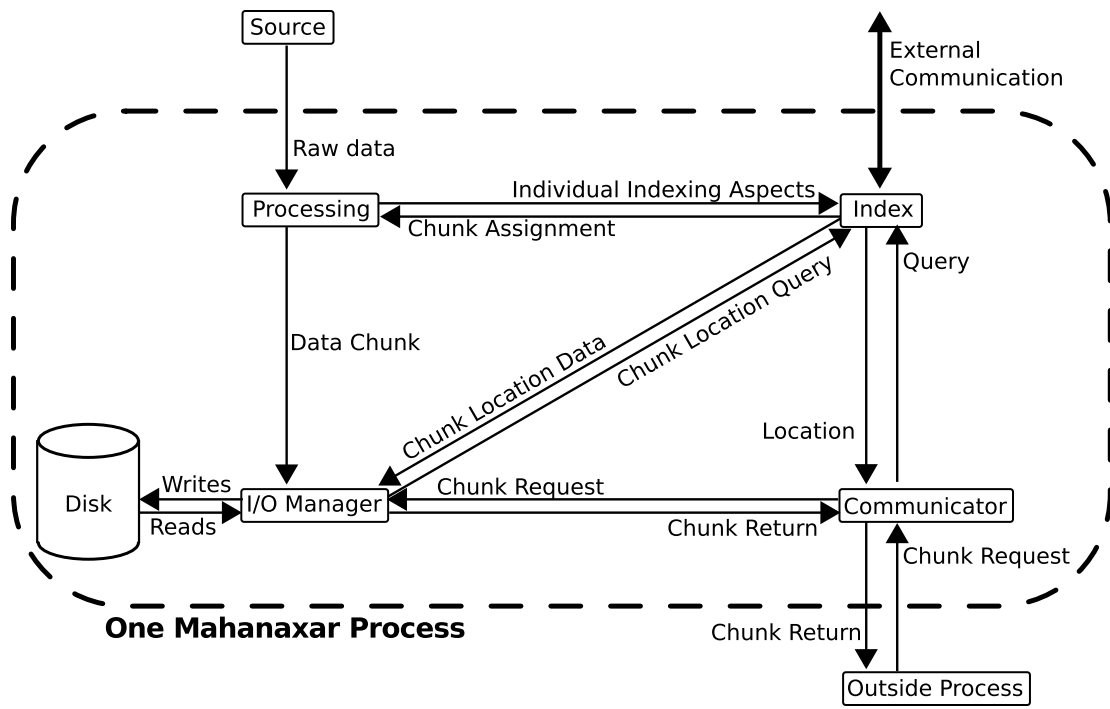 Source
External
Communication
Raw data
Individual Indexing Aspects
Processing
Index
Chunk Assignment
Query
Data Chunk
Chunk Location Data
Chunk Location Query
Location
Writes
Chunk Request
Disk
I/O Manager
Communicator
Reads
Chunk Return
Chunk Request
One Mahanaxar Process
Chunk Return
Outside Process